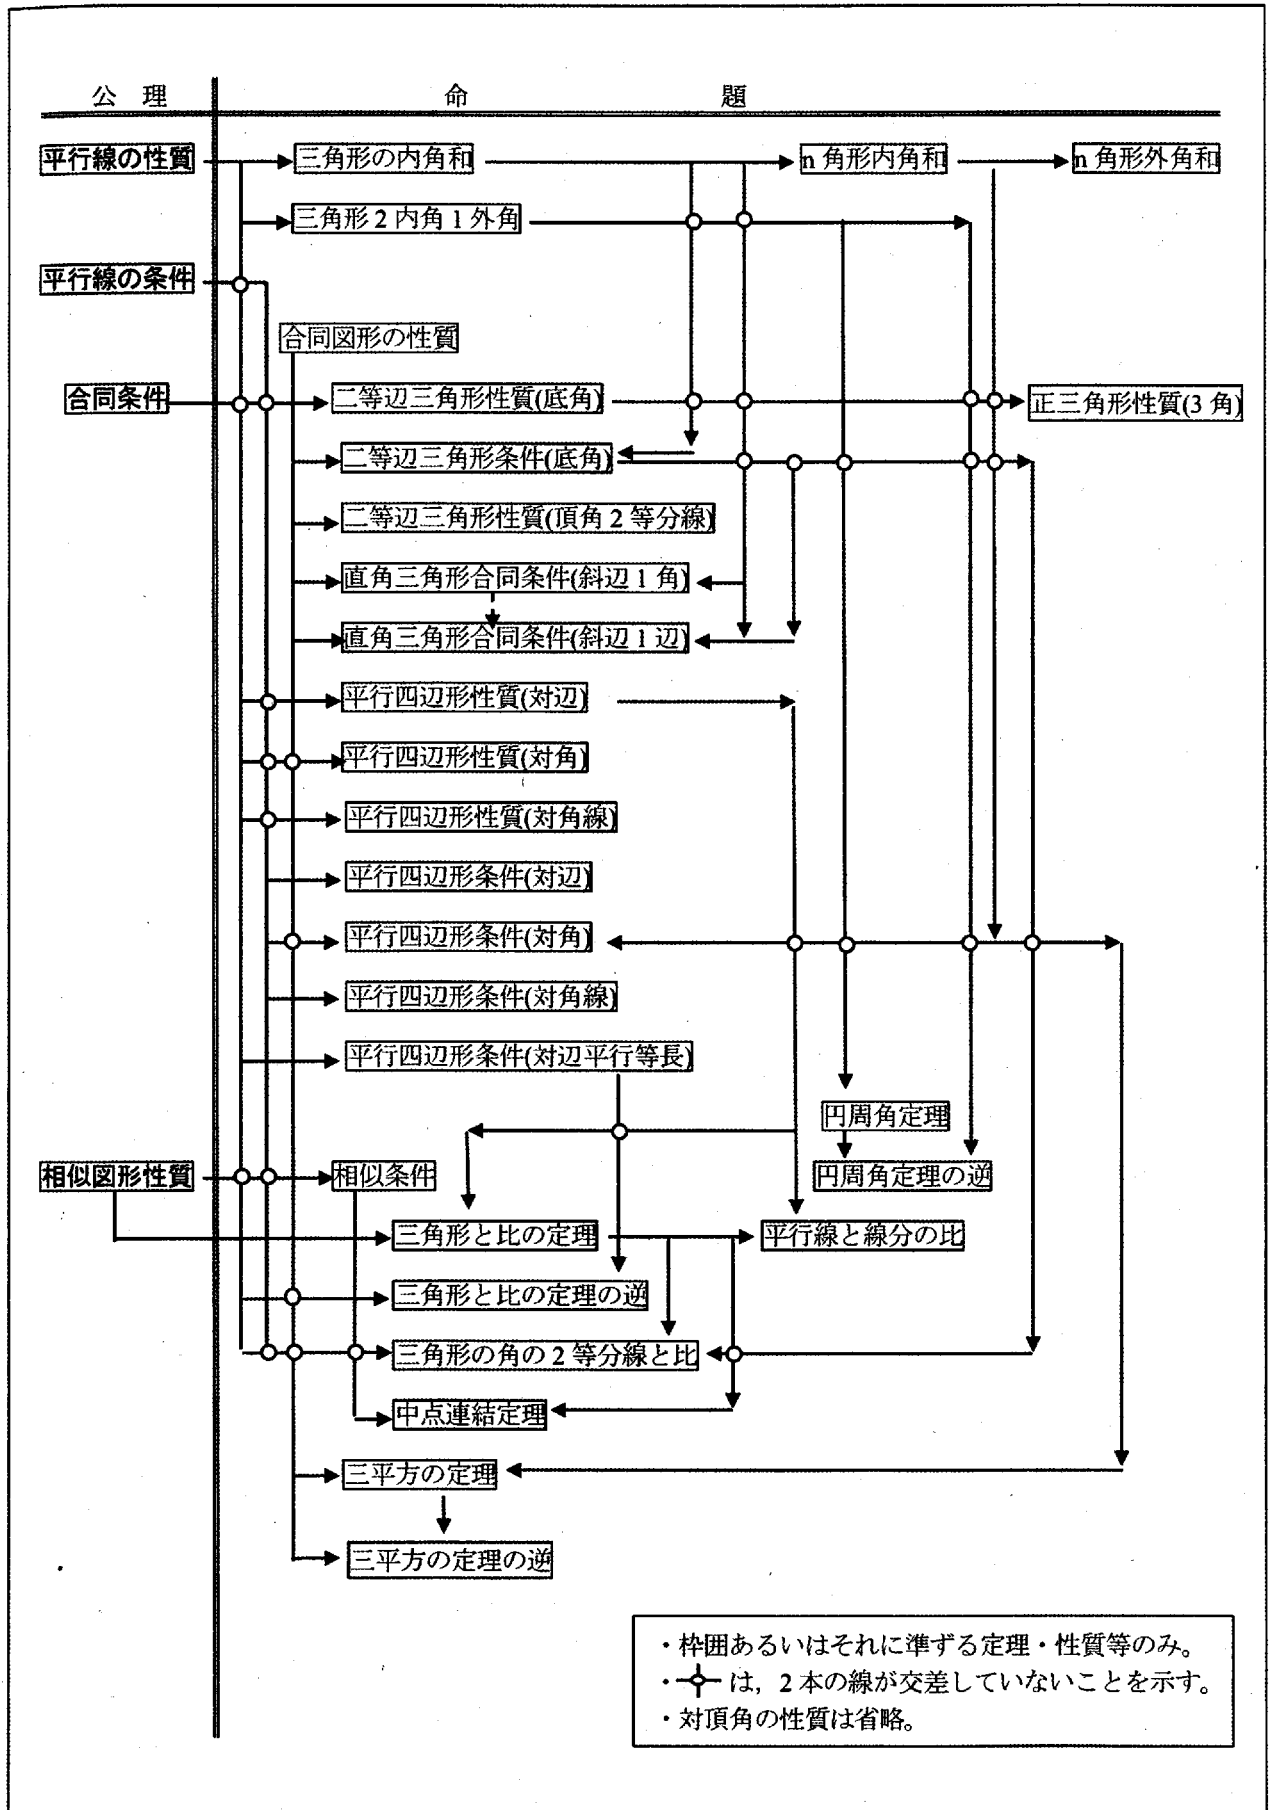 公理 命題
平行線の性質 三角形の内角和 n 角形内角和 n 角形外角和
三角形 2 内角 1 外角
平行線の条件
合同図形の性質
合同条件 二等辺三角形性質(底角) 正三角形性質(3 角)
二等辺三角形条件(底角)
二等辺三角形性質(頂角 2 等分線)
直角三角形合同条件(斜辺 1 角)
直角三角形合同条件(斜辺 1 辺)
平行四辺形性質(対辺)
平行四辺形性質(対角)
平行四辺形性質(対角線)
平行四辺形条件(対辺)
平行四辺形条件(対角)
平行四辺形条件(対角線)
平行四辺形条件(対辺平行等長)
円周角定理
相似図形性質 相似条件 円周角定理の逆
三角形と比の定理 平行線と線分の比
三角形と比の定理の逆
三角形の角の 2 等分線と比
中点連結定理
三平方の定理
三平方の定理の逆
・枠囲あるいはそれに準ずる定理・性質等のみ。
・ は，2 本の線が交差していないことを示す。
・対頂角の性質は省略。